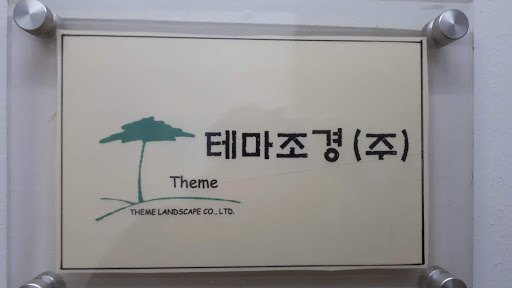 테마조경(주)
Theme
THEME LANDSCAPE CO., LTD.